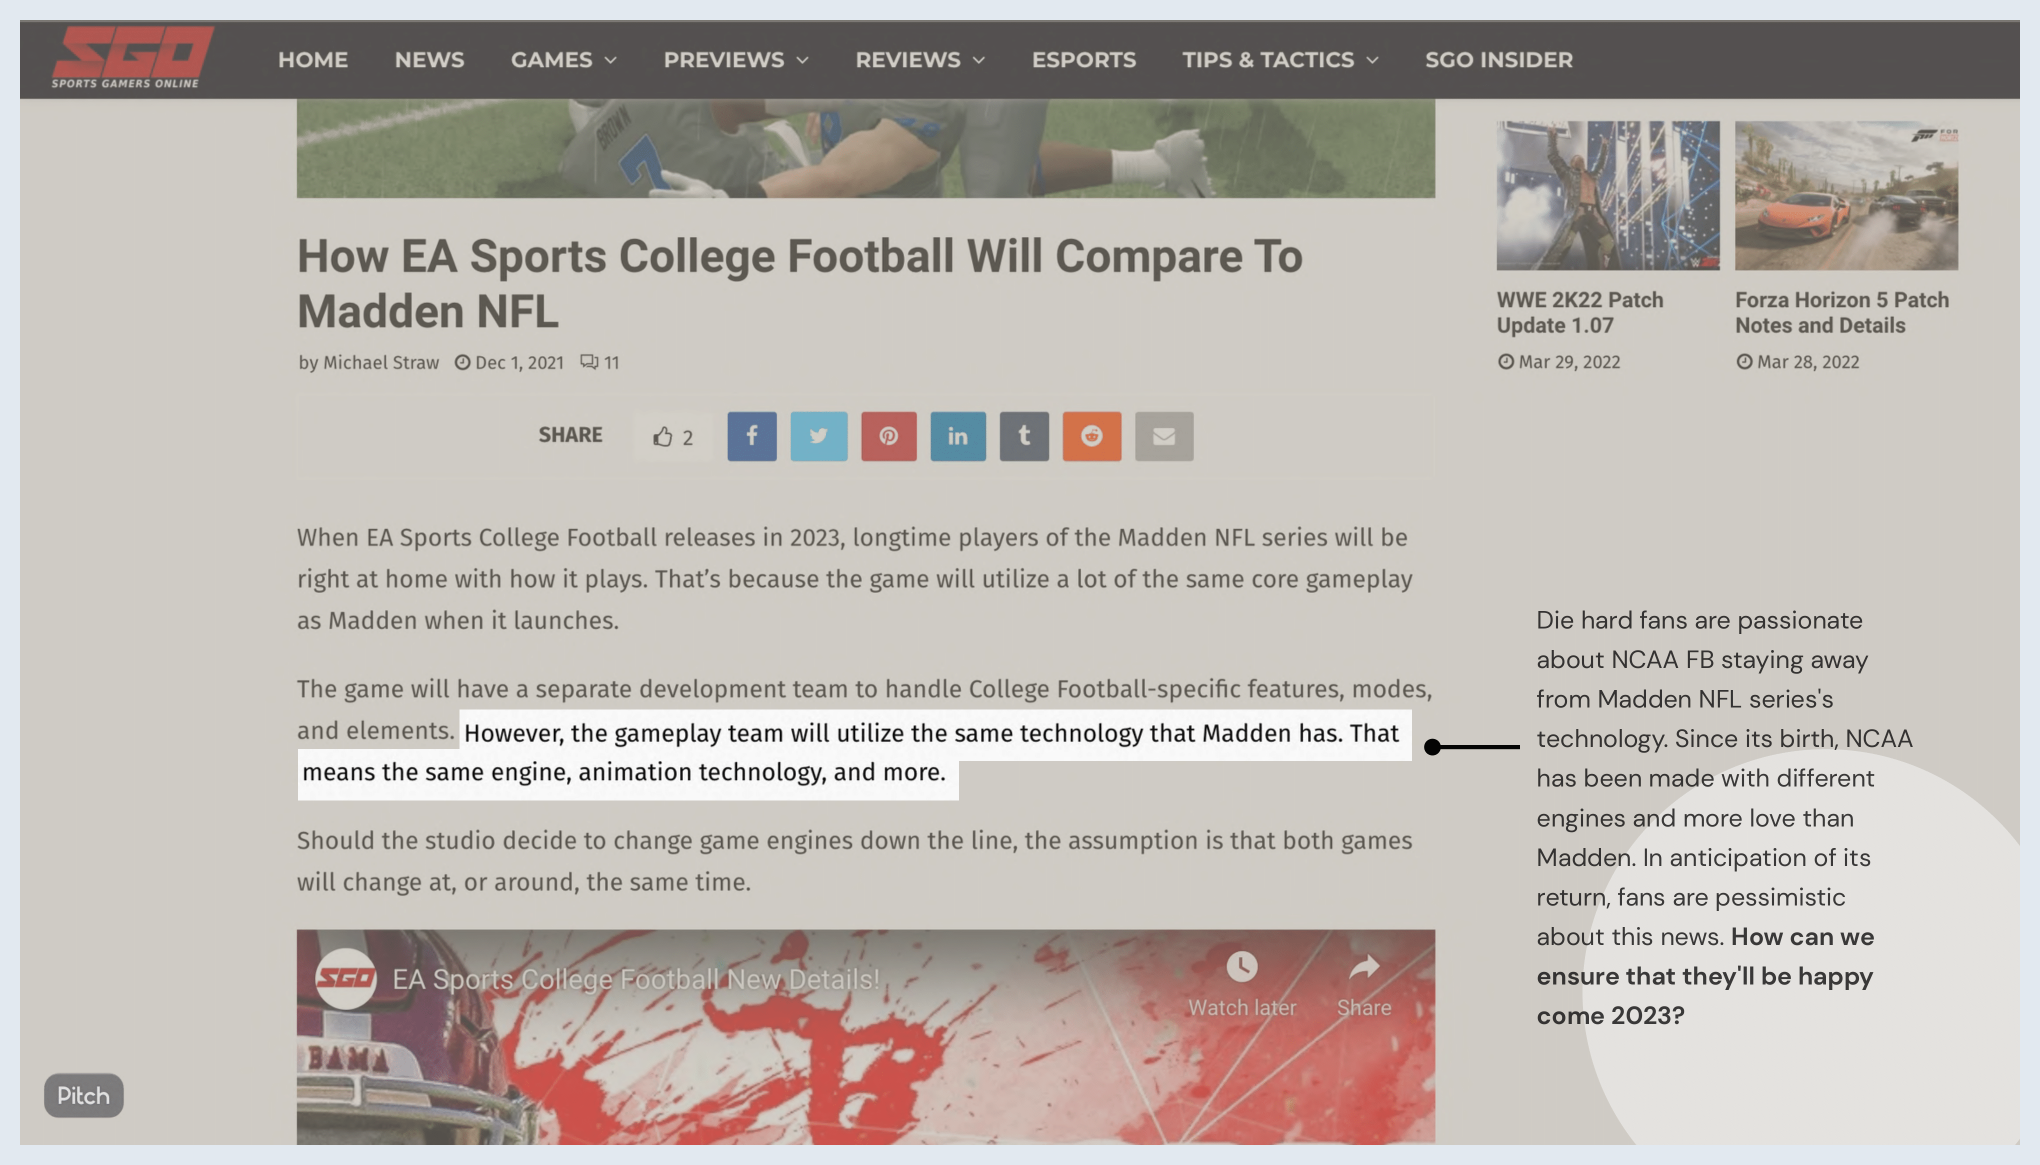 SGO
SPORTS GAMERS ONLINE
HOME NEWS GAMES PREVIEWS REVIEWS ESPORTS TIPS & TACTICS SGO INSIDER
BROWN
7
How EA Sports College Football Will Compare To
Madden NFL
by Michael Straw Dec 1, 2021 11
SHARE 2
When EA Sports College Football releases in 2023, longtime players of the Madden NFL series will be
right at home with how it plays. That’s because the game will utilize a lot of the same core gameplay
as Madden when it launches.
The game will have a separate development team to handle College Football-specific features, modes,
and elements. However, the gameplay team will utilize the same technology that Madden has. That
means the same engine, animation technology, and more.
Should the studio decide to change game engines down the line, the assumption is that both games
will change at, or around, the same time.
SGO EA Sports College Football New Details!
Watch later Share
BAMA
WWE 2K22 Patch
Update 1.07
Mar 29, 2022
Forza Horizon 5 Patch
Notes and Details
Mar 28, 2022
Die hard fans are passionate
about NCAA FB staying away
from Madden NFL series's
technology. Since its birth, NCAA
has been made with different
engines and more love than
Madden. In anticipation of its
return, fans are pessimistic
about this news. How can we
ensure that they'll be happy
come 2023?
Pitch